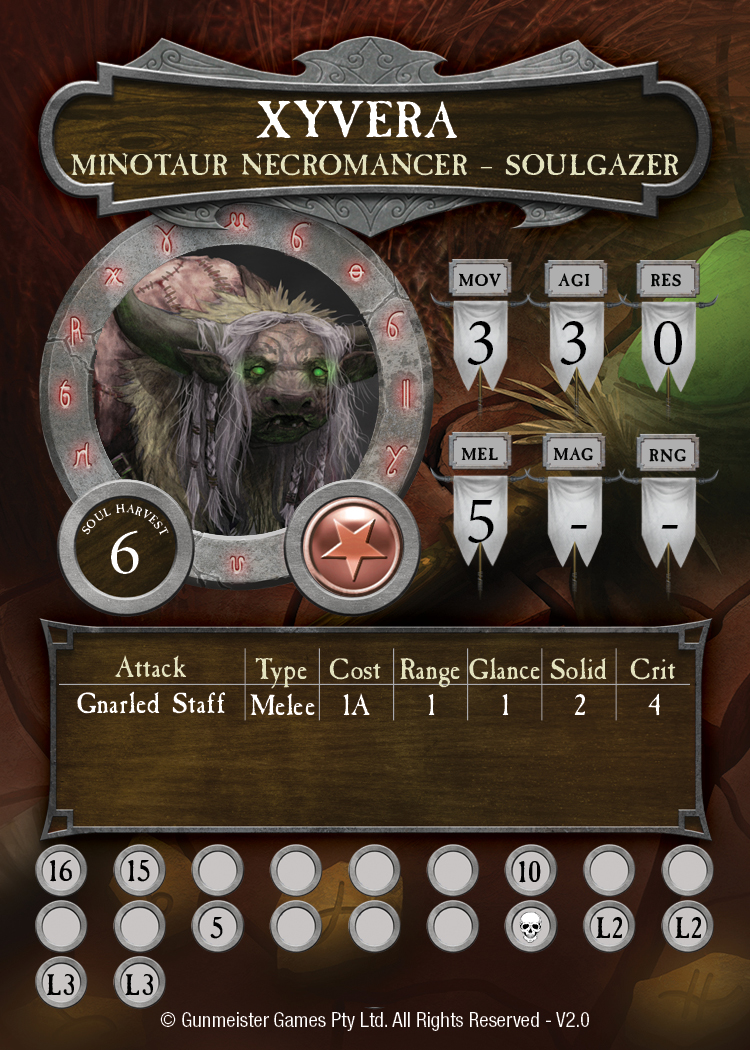 XYVERA
MINOTAUR NECROMANCER – SOULGAZER
MOV AGI RES
3 3 0
MEL MAG RNG
5 - -
SOUL HARVEST
6
Attack Type Cost Range Glance Solid Crit
Gnarled Staff Melee 1A 1 1 2 4
16 15 10
5 L2 L2
L3 L3
© Gunmeister Games Pty Ltd. All Rights Reserved - V2.0